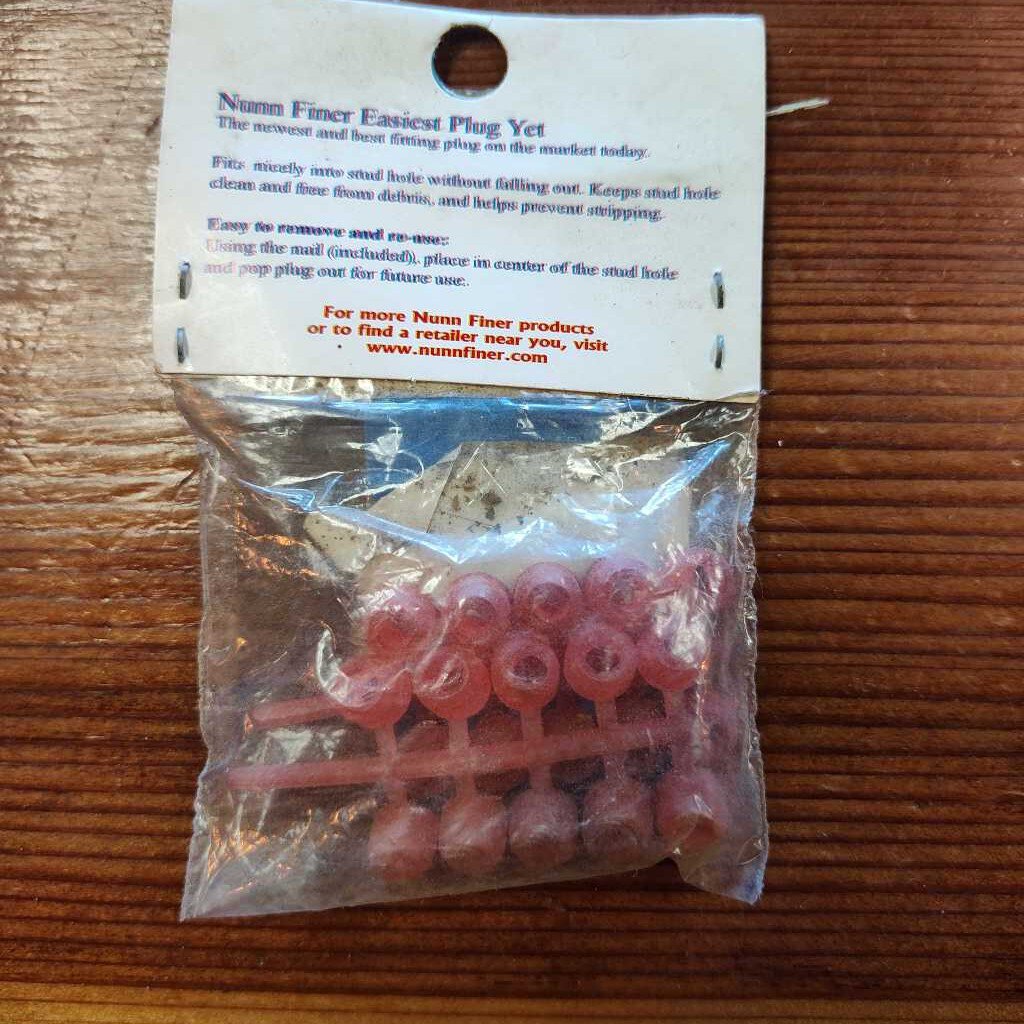 Nunn Finer Easiest Plug Yet
The newest and best fitting plug on the market today.
Fits nicely into stud hole without falling out. Keeps stud hole
clean and free from debris, and helps prevent stripping.
Easy to remove and re-use:
Using the nail (included), place in center of the stud hole
and pop plug out for future use.
For more Nunn Finer products
or to find a retailer near you, visit
www.nunnfiner.com